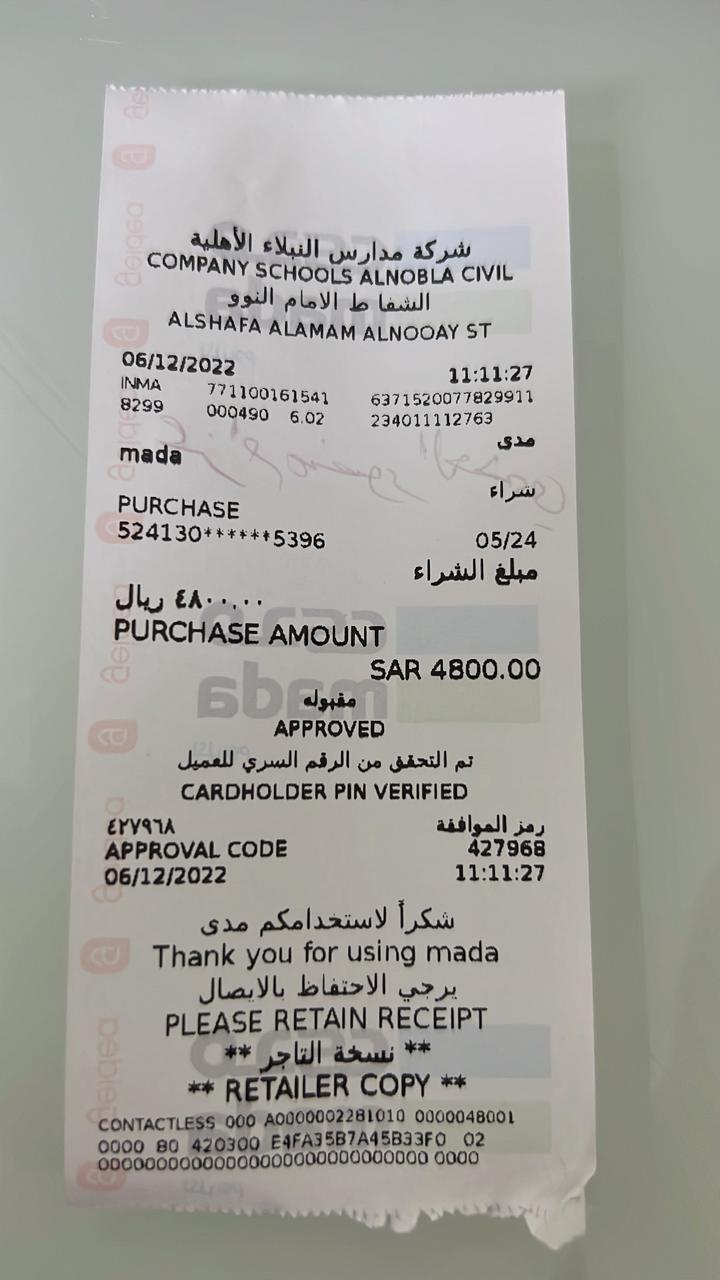 شركة مدارس النبلاء الأهلية
COMPANY SCHOOLS ALNOBLA CIVIL
الشفا ط الامام النوو
ALSHAFA ALAMAM ALNOOAY ST
06/12/2022 11:11:27
INMA 771100161541 6371520077829911
8299 000490 6.02 234011112763
مدى
mada
شراء
PURCHASE
524130******5396 05/24
مبلغ الشراء
٤٨٠٠,٠٠ ريال
PURCHASE AMOUNT
SAR 4800.00
مقبوله
APPROVED
تم التحقق من الرقم السري للعميل
CARDHOLDER PIN VERIFIED
رمز الموافقة ٤٢٧٩٦٨
APPROVAL CODE 427968
06/12/2022 11:11:27
شكراً لاستخدامكم مدى
Thank you for using mada
يرجي الاحتفاظ بالايصال
PLEASE RETAIN RECEIPT
** نسخة التاجر **
** RETAILER COPY **
CONTACTLESS 000 A0000002281010 0000048001
0000 80 420300 E4FA35B7A45B33F0 02